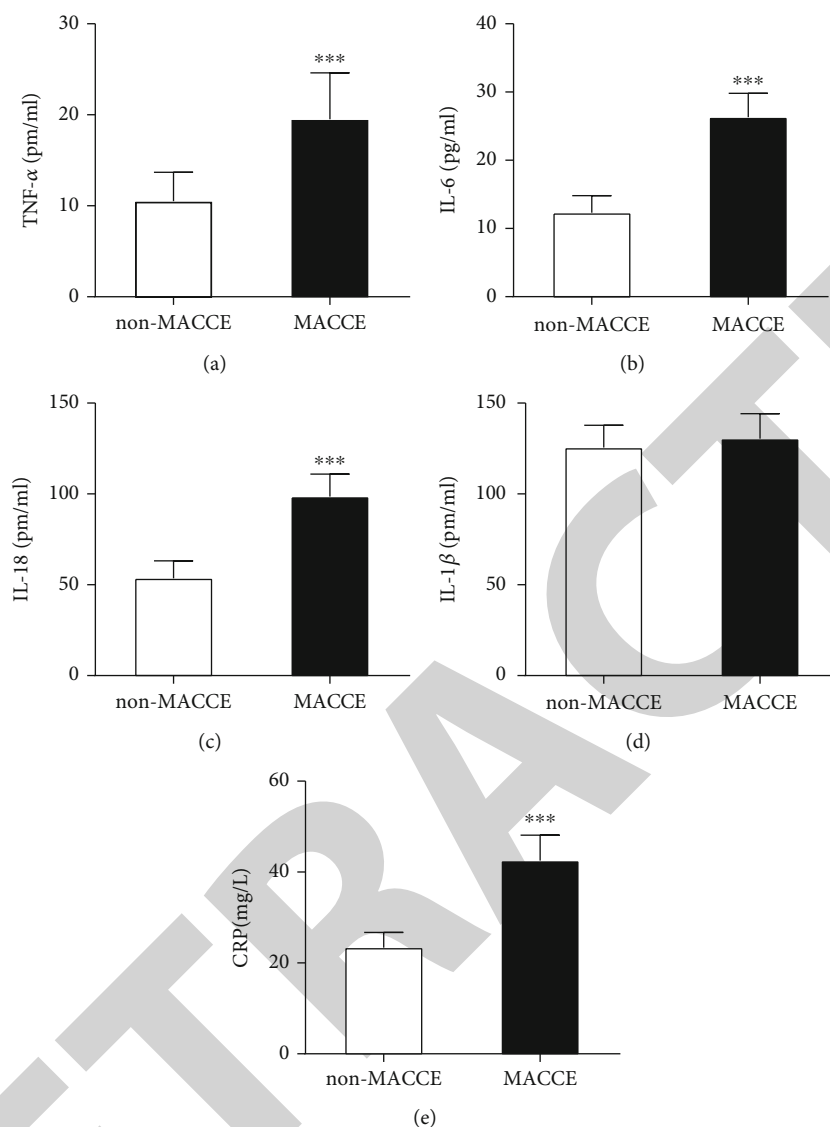 30
20
10
0
TNF-α (pm/ml)
***
non-MACCE
MACCE
(a)
40
30
20
10
0
IL-6 (pg/ml)
***
non-MACCE
MACCE
(b)
150
100
50
0
IL-18 (pm/ml)
***
non-MACCE
MACCE
(c)
150
100
50
0
IL-1β (pm/ml)
non-MACCE
MACCE
(d)
60
40
20
0
CRP(mg/L)
***
non-MACCE
MACCE
(e)
TRACT